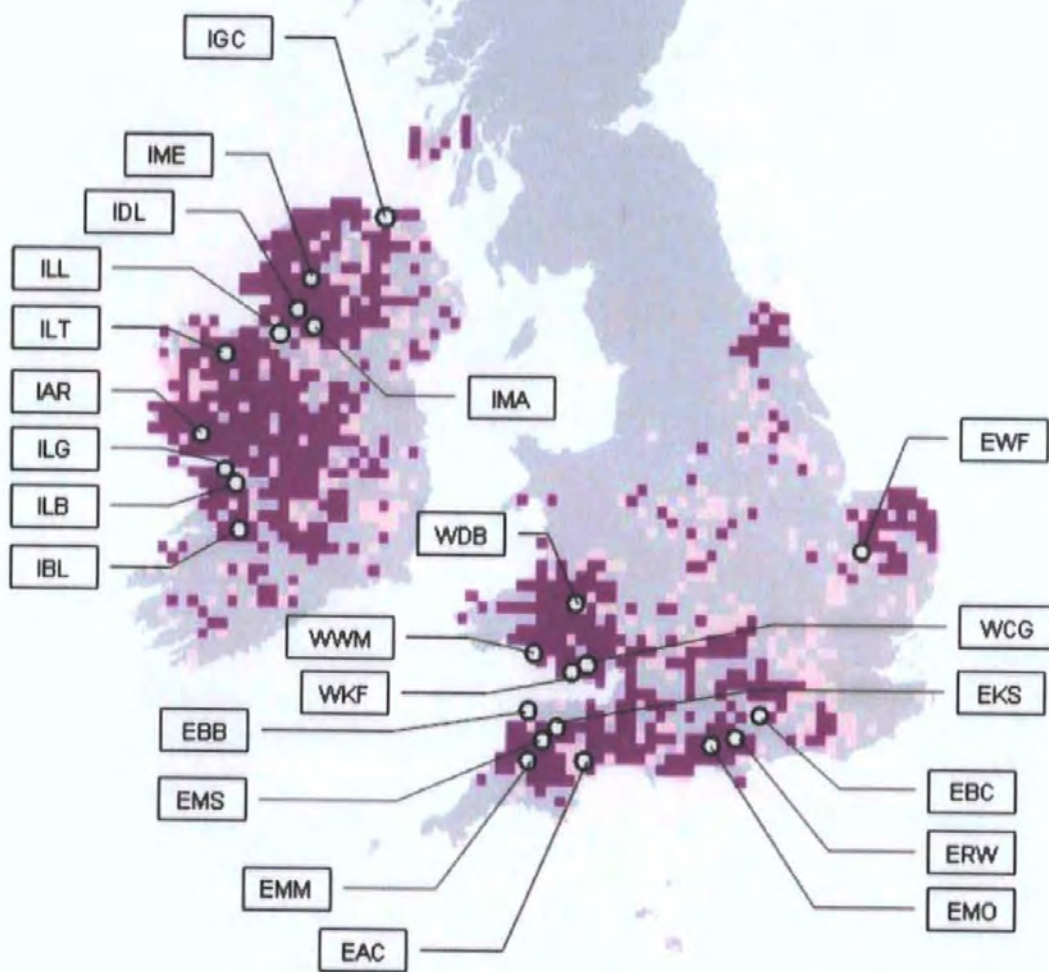 IGC
IME
IDL
ILL
ILT
IAR
IMA
EWF
ILG
ILB
WDB
IBL
WWM
WCG
WKF
EKS
EBB
EMS
EBC
ERW
EMM
EMO
EAC